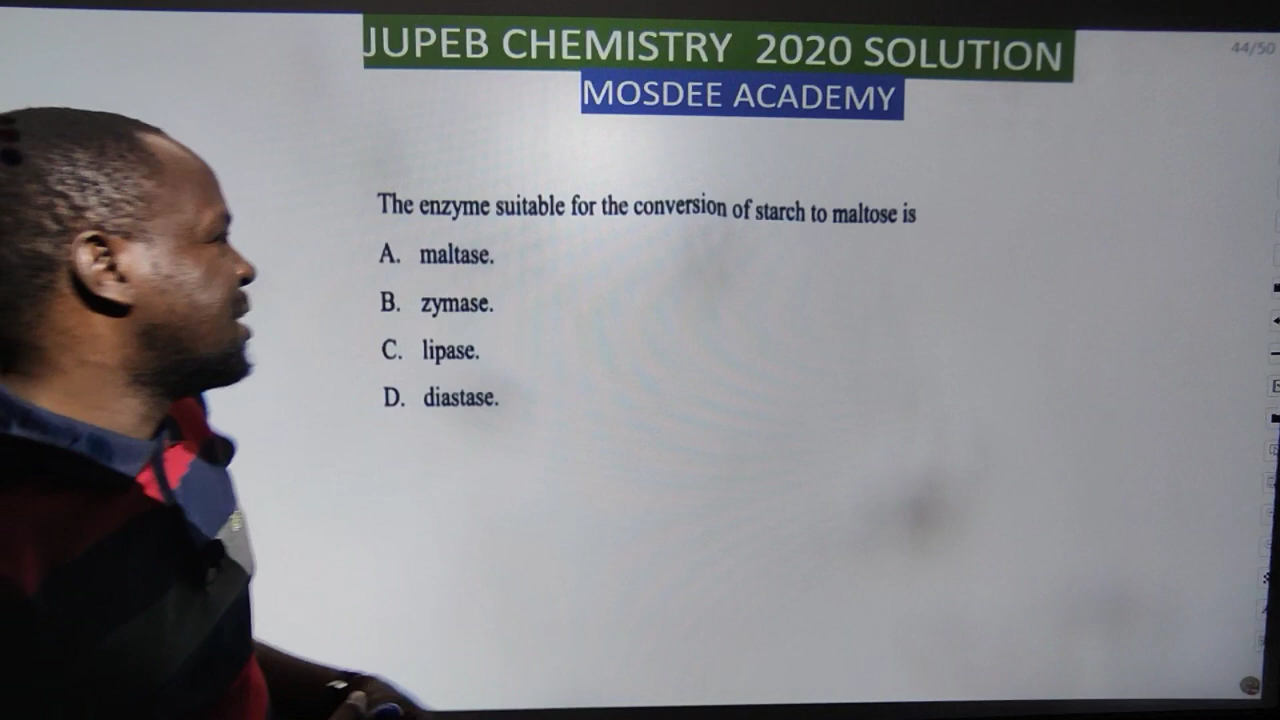 JUPEB CHEMISTRY 2020 SOLUTION
44/50
MOSDEE ACADEMY
The enzyme suitable for the conversion of starch to maltose is
A. maltase.
B. zymase.
C. lipase.
D. diastase.